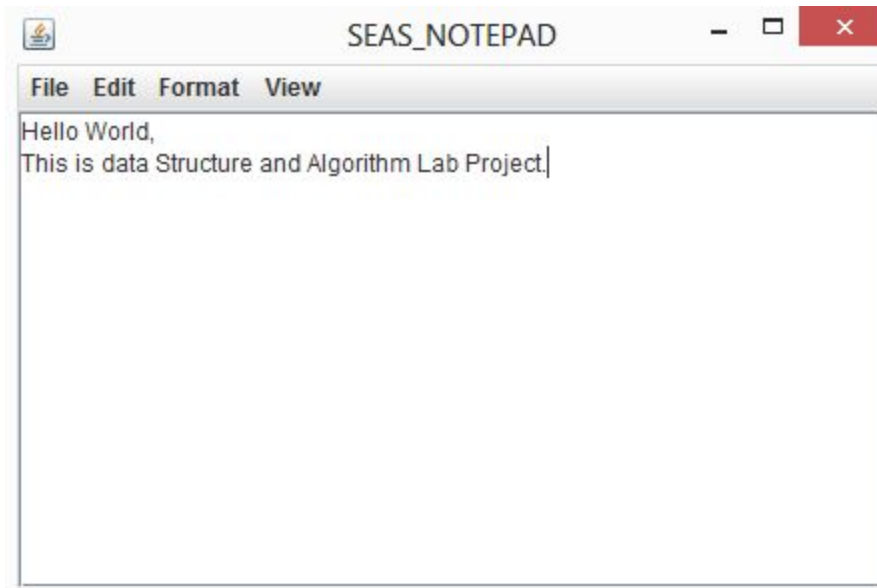 SEAS_NOTEPAD
File Edit Format View
Hello World,
This is data Structure and Algorithm Lab Project.